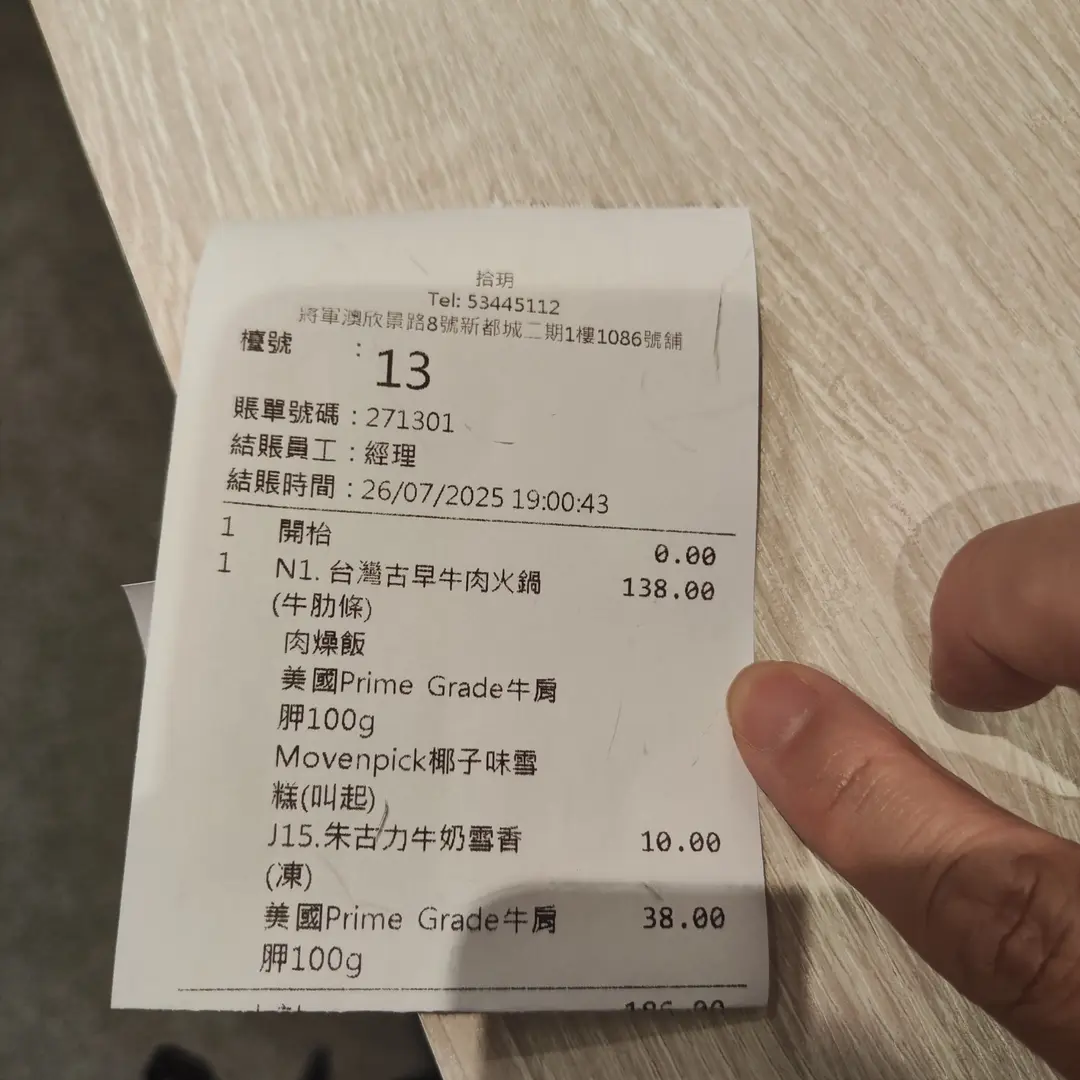 拾玥
Tel: 53445112
將軍澳欣景路8號新都城二期1樓1086號舖
檯號 : 13
賬單號碼 : 271301
結賬員工 : 經理
結賬時間 : 26/07/2025 19:00:43
1 開枱 0.00
1 N1. 台灣古早牛肉火鍋 138.00
(牛肋條)
肉燥飯
美國Prime Grade牛肩
胛100g
Movenpick椰子味雪
糕(叫起)
J15.朱古力牛奶雪香 10.00
(凍)
美國Prime Grade牛肩 38.00
胛100g
186.00